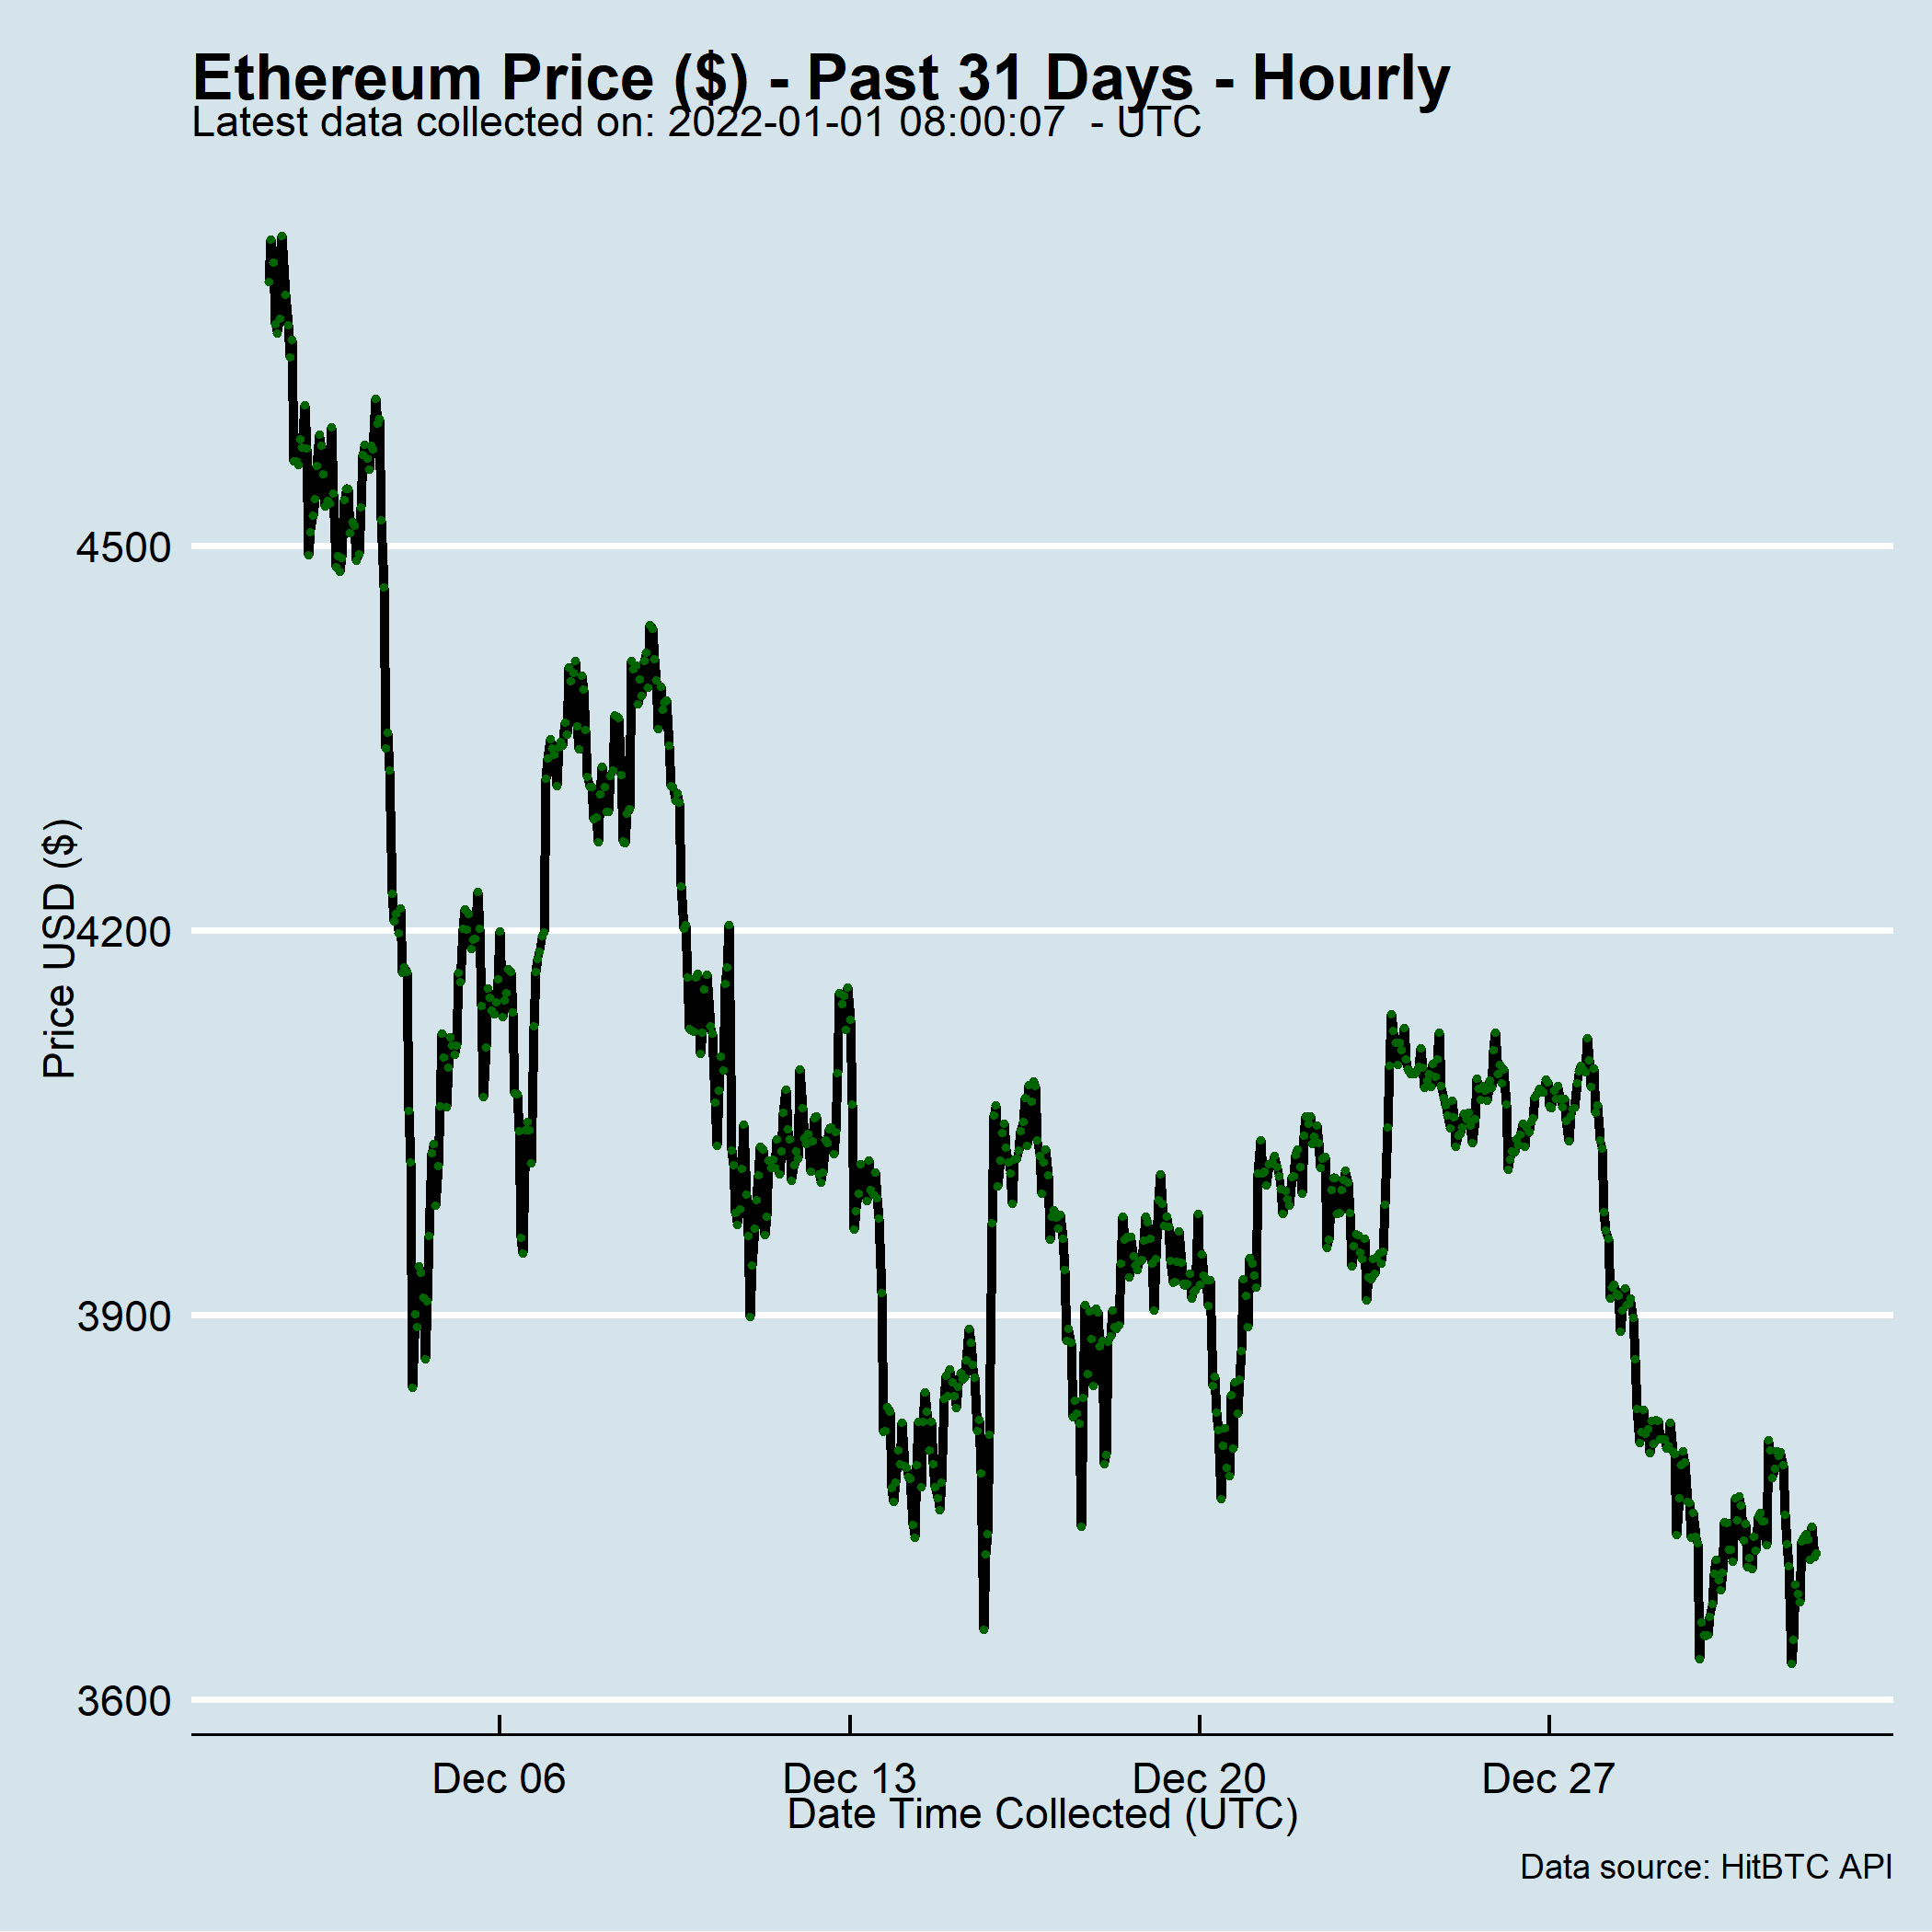 Ethereum Price ($) - Past 31 Days - Hourly
Latest data collected on: 2022-01-01 08:00:07  - UTC
Price USD ($)
4500
4200
3900
3600
Dec 06
Dec 13
Dec 20
Dec 27
Date Time Collected (UTC)
Data source: HitBTC API